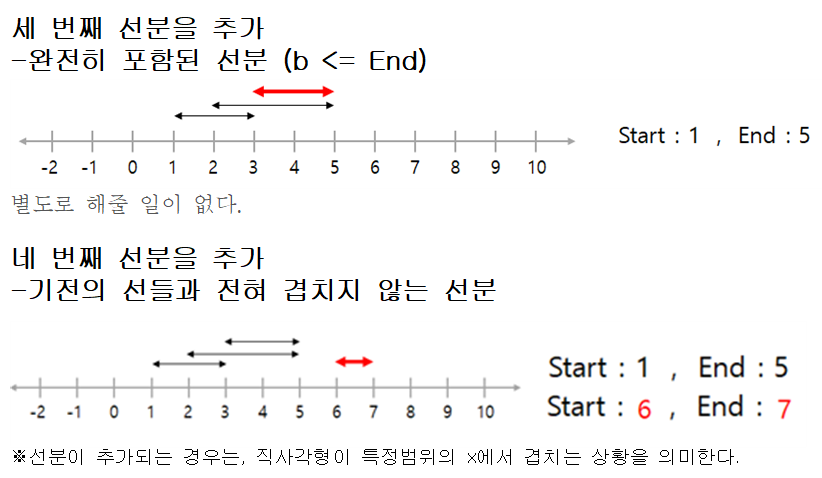 세 번째 선분을 추가
-완전히 포함된 선분 (b <= End)
Start : 1 , End : 5
-2 -1 0 1 2 3 4 5 6 7 8 9 10
별도로 해줄 일이 없다.
네 번째 선분을 추가
-기전의 선들과 전혀 겹치지 않는 선분
Start : 1 , End : 5
Start : 6 , End : 7
-2 -1 0 1 2 3 4 5 6 7 8 9 10
※선분이 추가되는 경우는, 직사각형이 특정범위의 x에서 겹치는 상황을 의미한다.